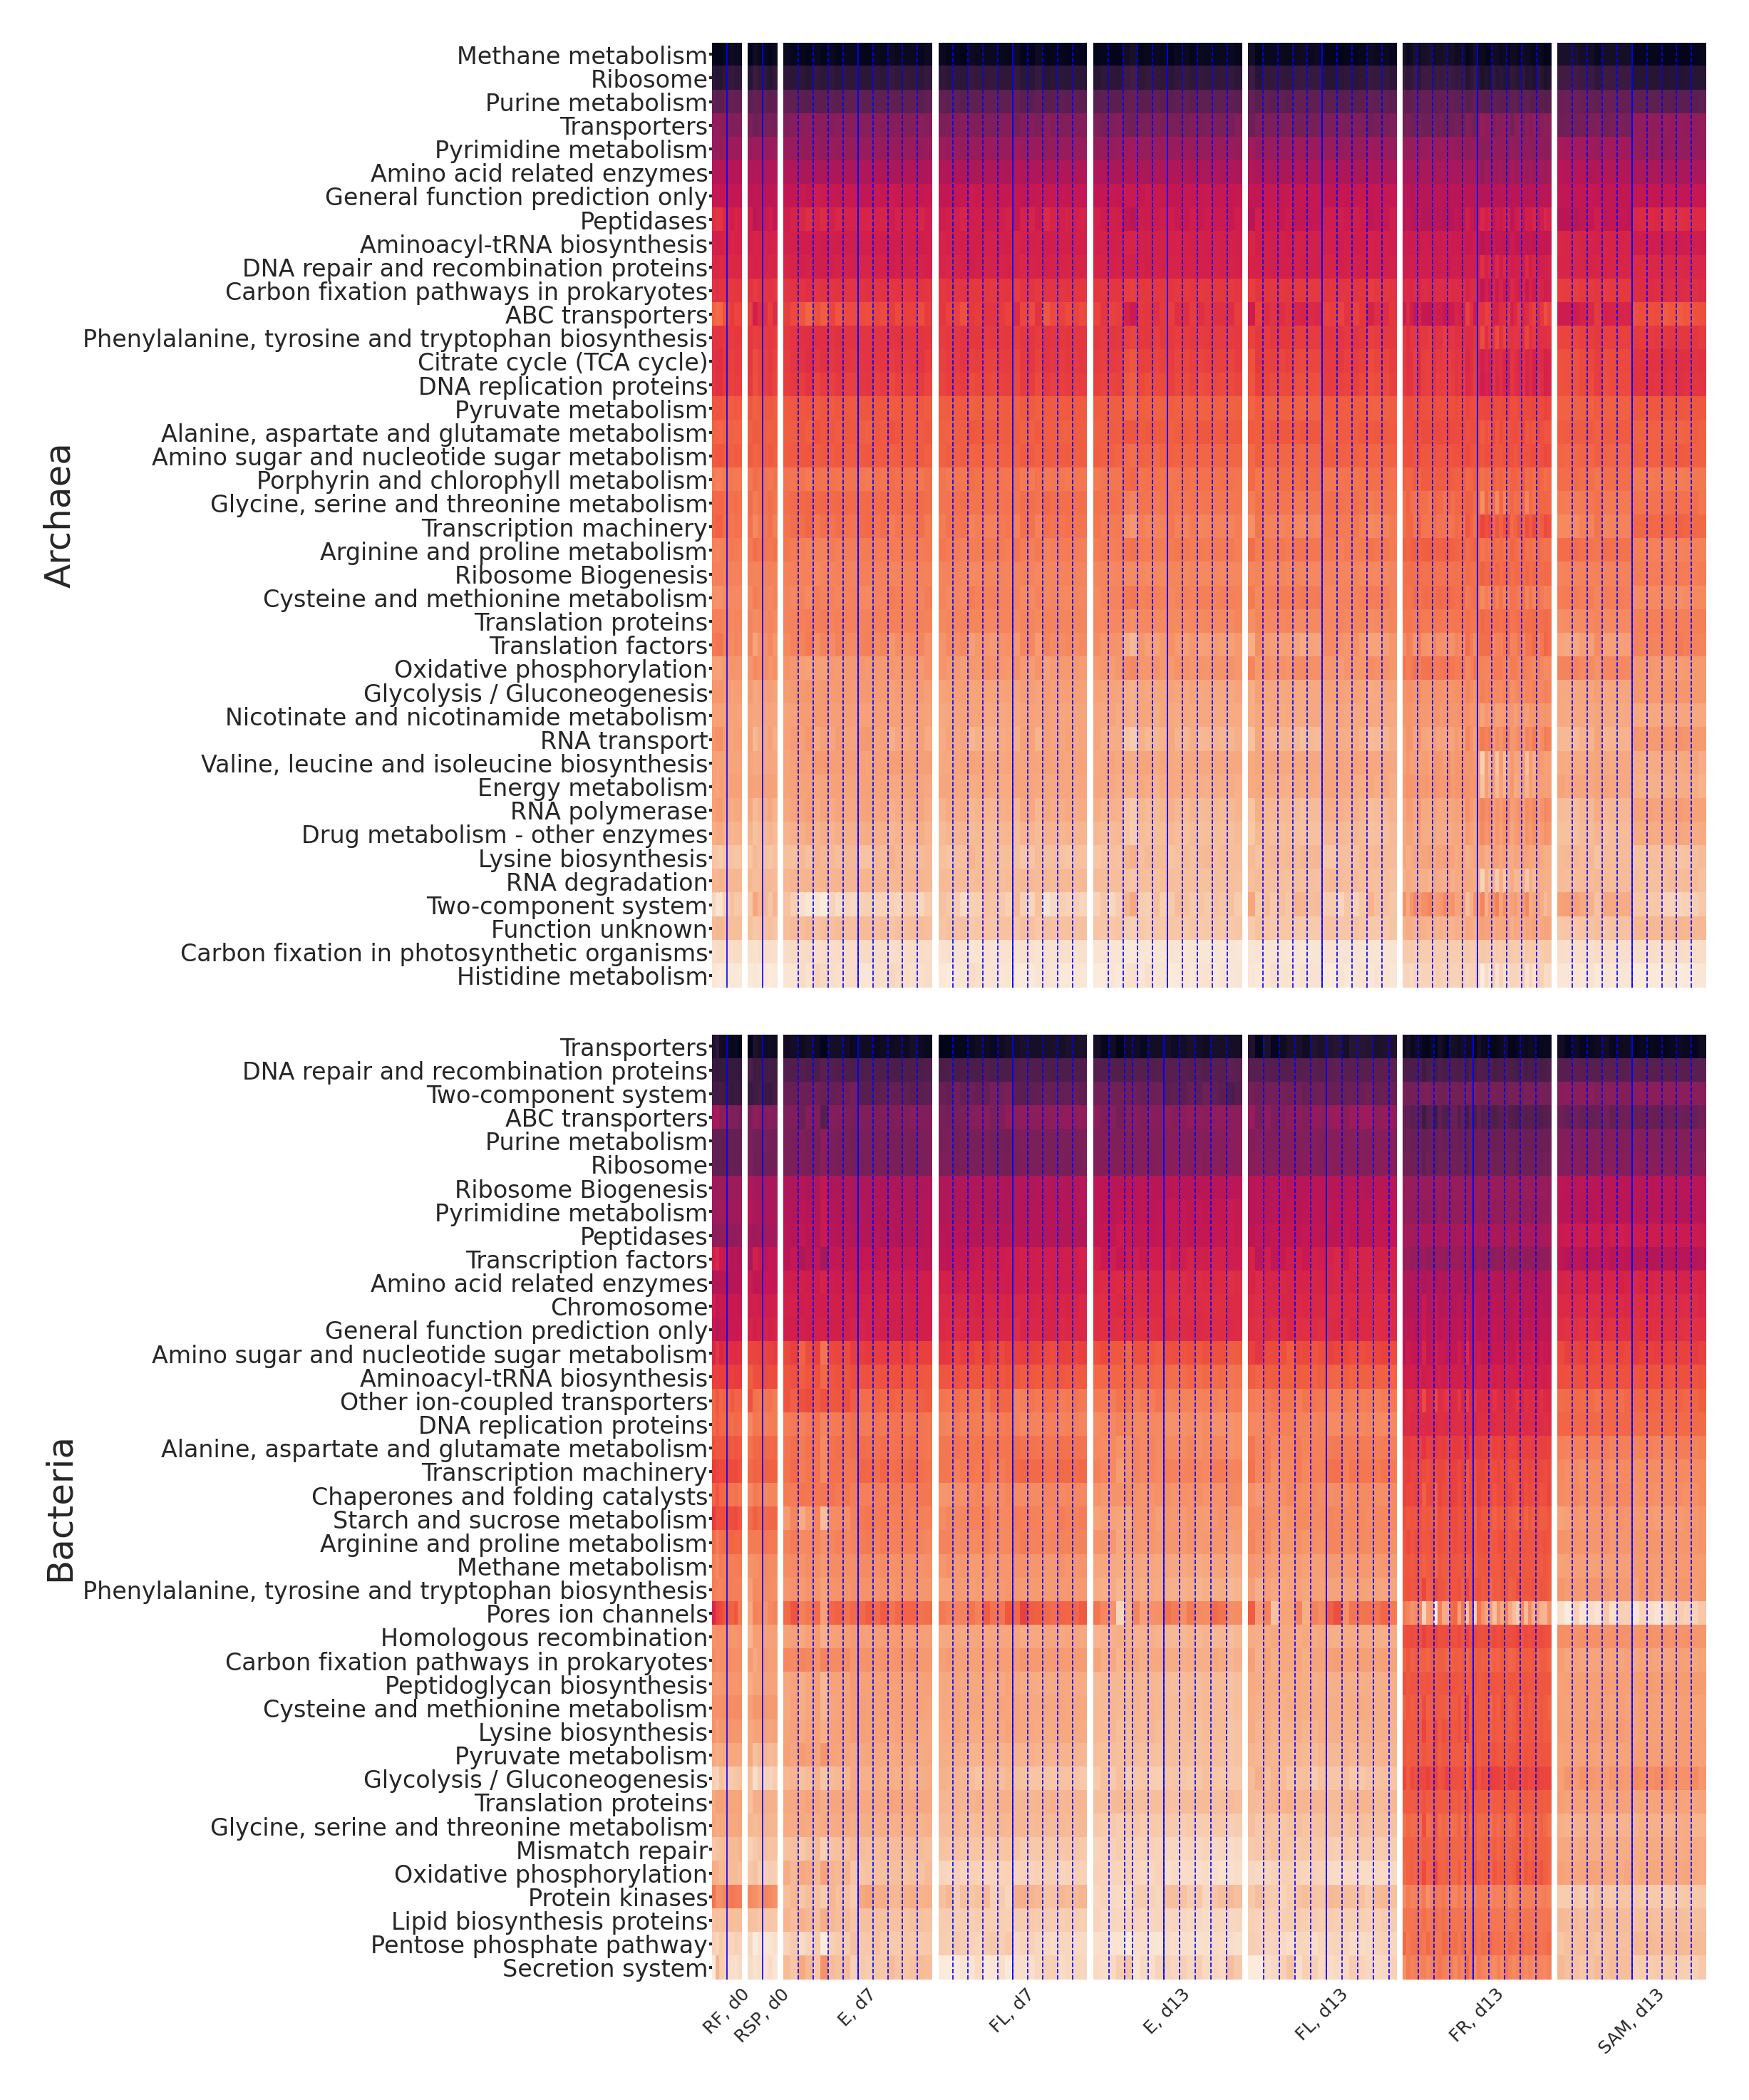 Archaea
Methane metabolism
Ribosome
Purine metabolism
Transporters
Pyrimidine metabolism
Amino acid related enzymes
General function prediction only
Peptidases
Aminoacyl-tRNA biosynthesis
DNA repair and recombination proteins
Carbon fixation pathways in prokaryotes
ABC transporters
Phenylalanine, tyrosine and tryptophan biosynthesis
Citrate cycle (TCA cycle)
DNA replication proteins
Pyruvate metabolism
Alanine, aspartate and glutamate metabolism
Amino sugar and nucleotide sugar metabolism
Porphyrin and chlorophyll metabolism
Glycine, serine and threonine metabolism
Transcription machinery
Arginine and proline metabolism
Ribosome Biogenesis
Cysteine and methionine metabolism
Translation proteins
Translation factors
Oxidative phosphorylation
Glycolysis / Gluconeogenesis
Nicotinate and nicotinamide metabolism
RNA transport
Valine, leucine and isoleucine biosynthesis
Energy metabolism
RNA polymerase
Drug metabolism - other enzymes
Lysine biosynthesis
RNA degradation
Two-component system
Function unknown
Carbon fixation in photosynthetic organisms
Histidine metabolism
Bacteria
Transporters
DNA repair and recombination proteins
Two-component system
ABC transporters
Purine metabolism
Ribosome
Ribosome Biogenesis
Pyrimidine metabolism
Peptidases
Transcription factors
Amino acid related enzymes
Chromosome
General function prediction only
Amino sugar and nucleotide sugar metabolism
Aminoacyl-tRNA biosynthesis
Other ion-coupled transporters
DNA replication proteins
Alanine, aspartate and glutamate metabolism
Transcription machinery
Chaperones and folding catalysts
Starch and sucrose metabolism
Arginine and proline metabolism
Methane metabolism
Phenylalanine, tyrosine and tryptophan biosynthesis
Pores ion channels
Homologous recombination
Carbon fixation pathways in prokaryotes
Peptidoglycan biosynthesis
Cysteine and methionine metabolism
Lysine biosynthesis
Pyruvate metabolism
Glycolysis / Gluconeogenesis
Translation proteins
Glycine, serine and threonine metabolism
Mismatch repair
Oxidative phosphorylation
Protein kinases
Lipid biosynthesis proteins
Pentose phosphate pathway
Secretion system
RF, d0
RSP, d0
E, d7
FL, d7
E, d13
FL, d13
FR, d13
SAM, d13